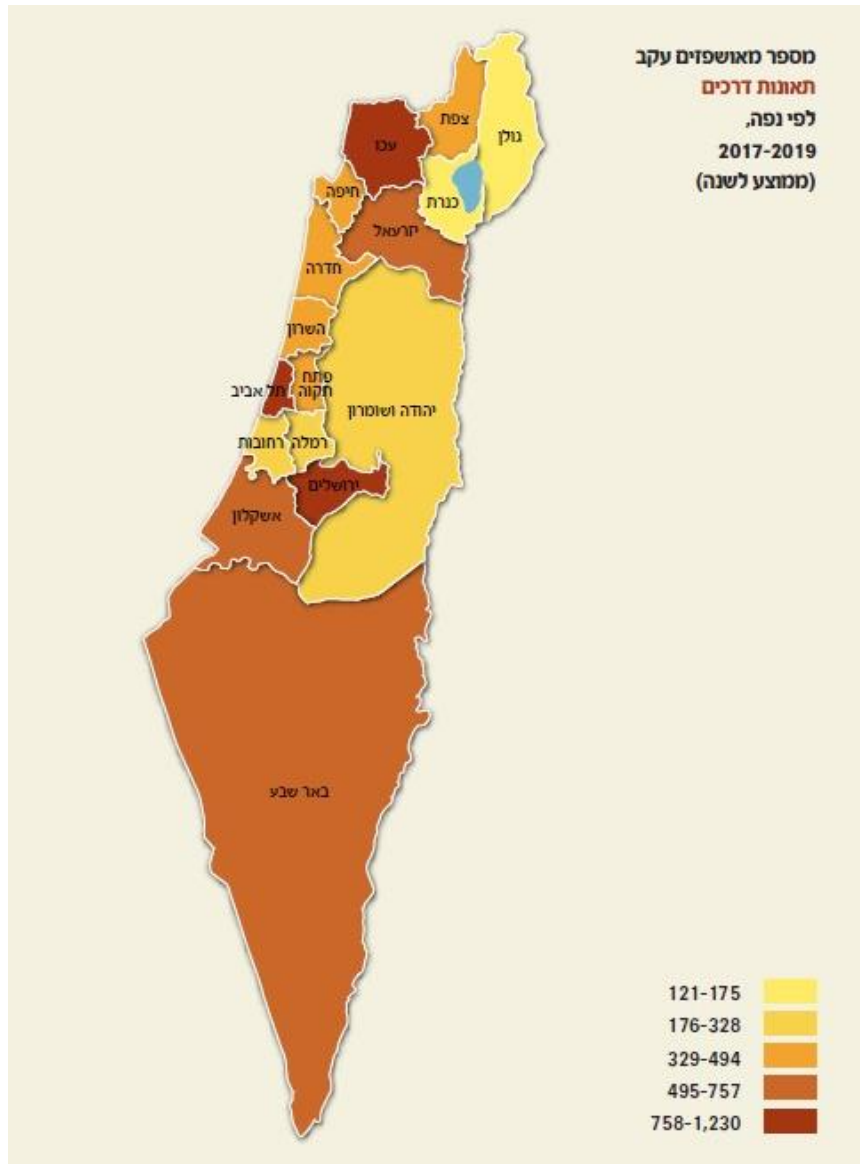 מספר מאושפזים עקב
תאונות דרכים
לפי נפה,
2017-2019
(ממוצע לשנה)
גולן
צפת
עכו
כנרת
חיפה
יזרעאל
חדרה
השרון
פתח
תקוה
תל אביב
יהודה ושומרון
רמלה
רחובות
ירושלים
אשקלון
באר שבע
121-175
176-328
329-494
495-757
758-1,230